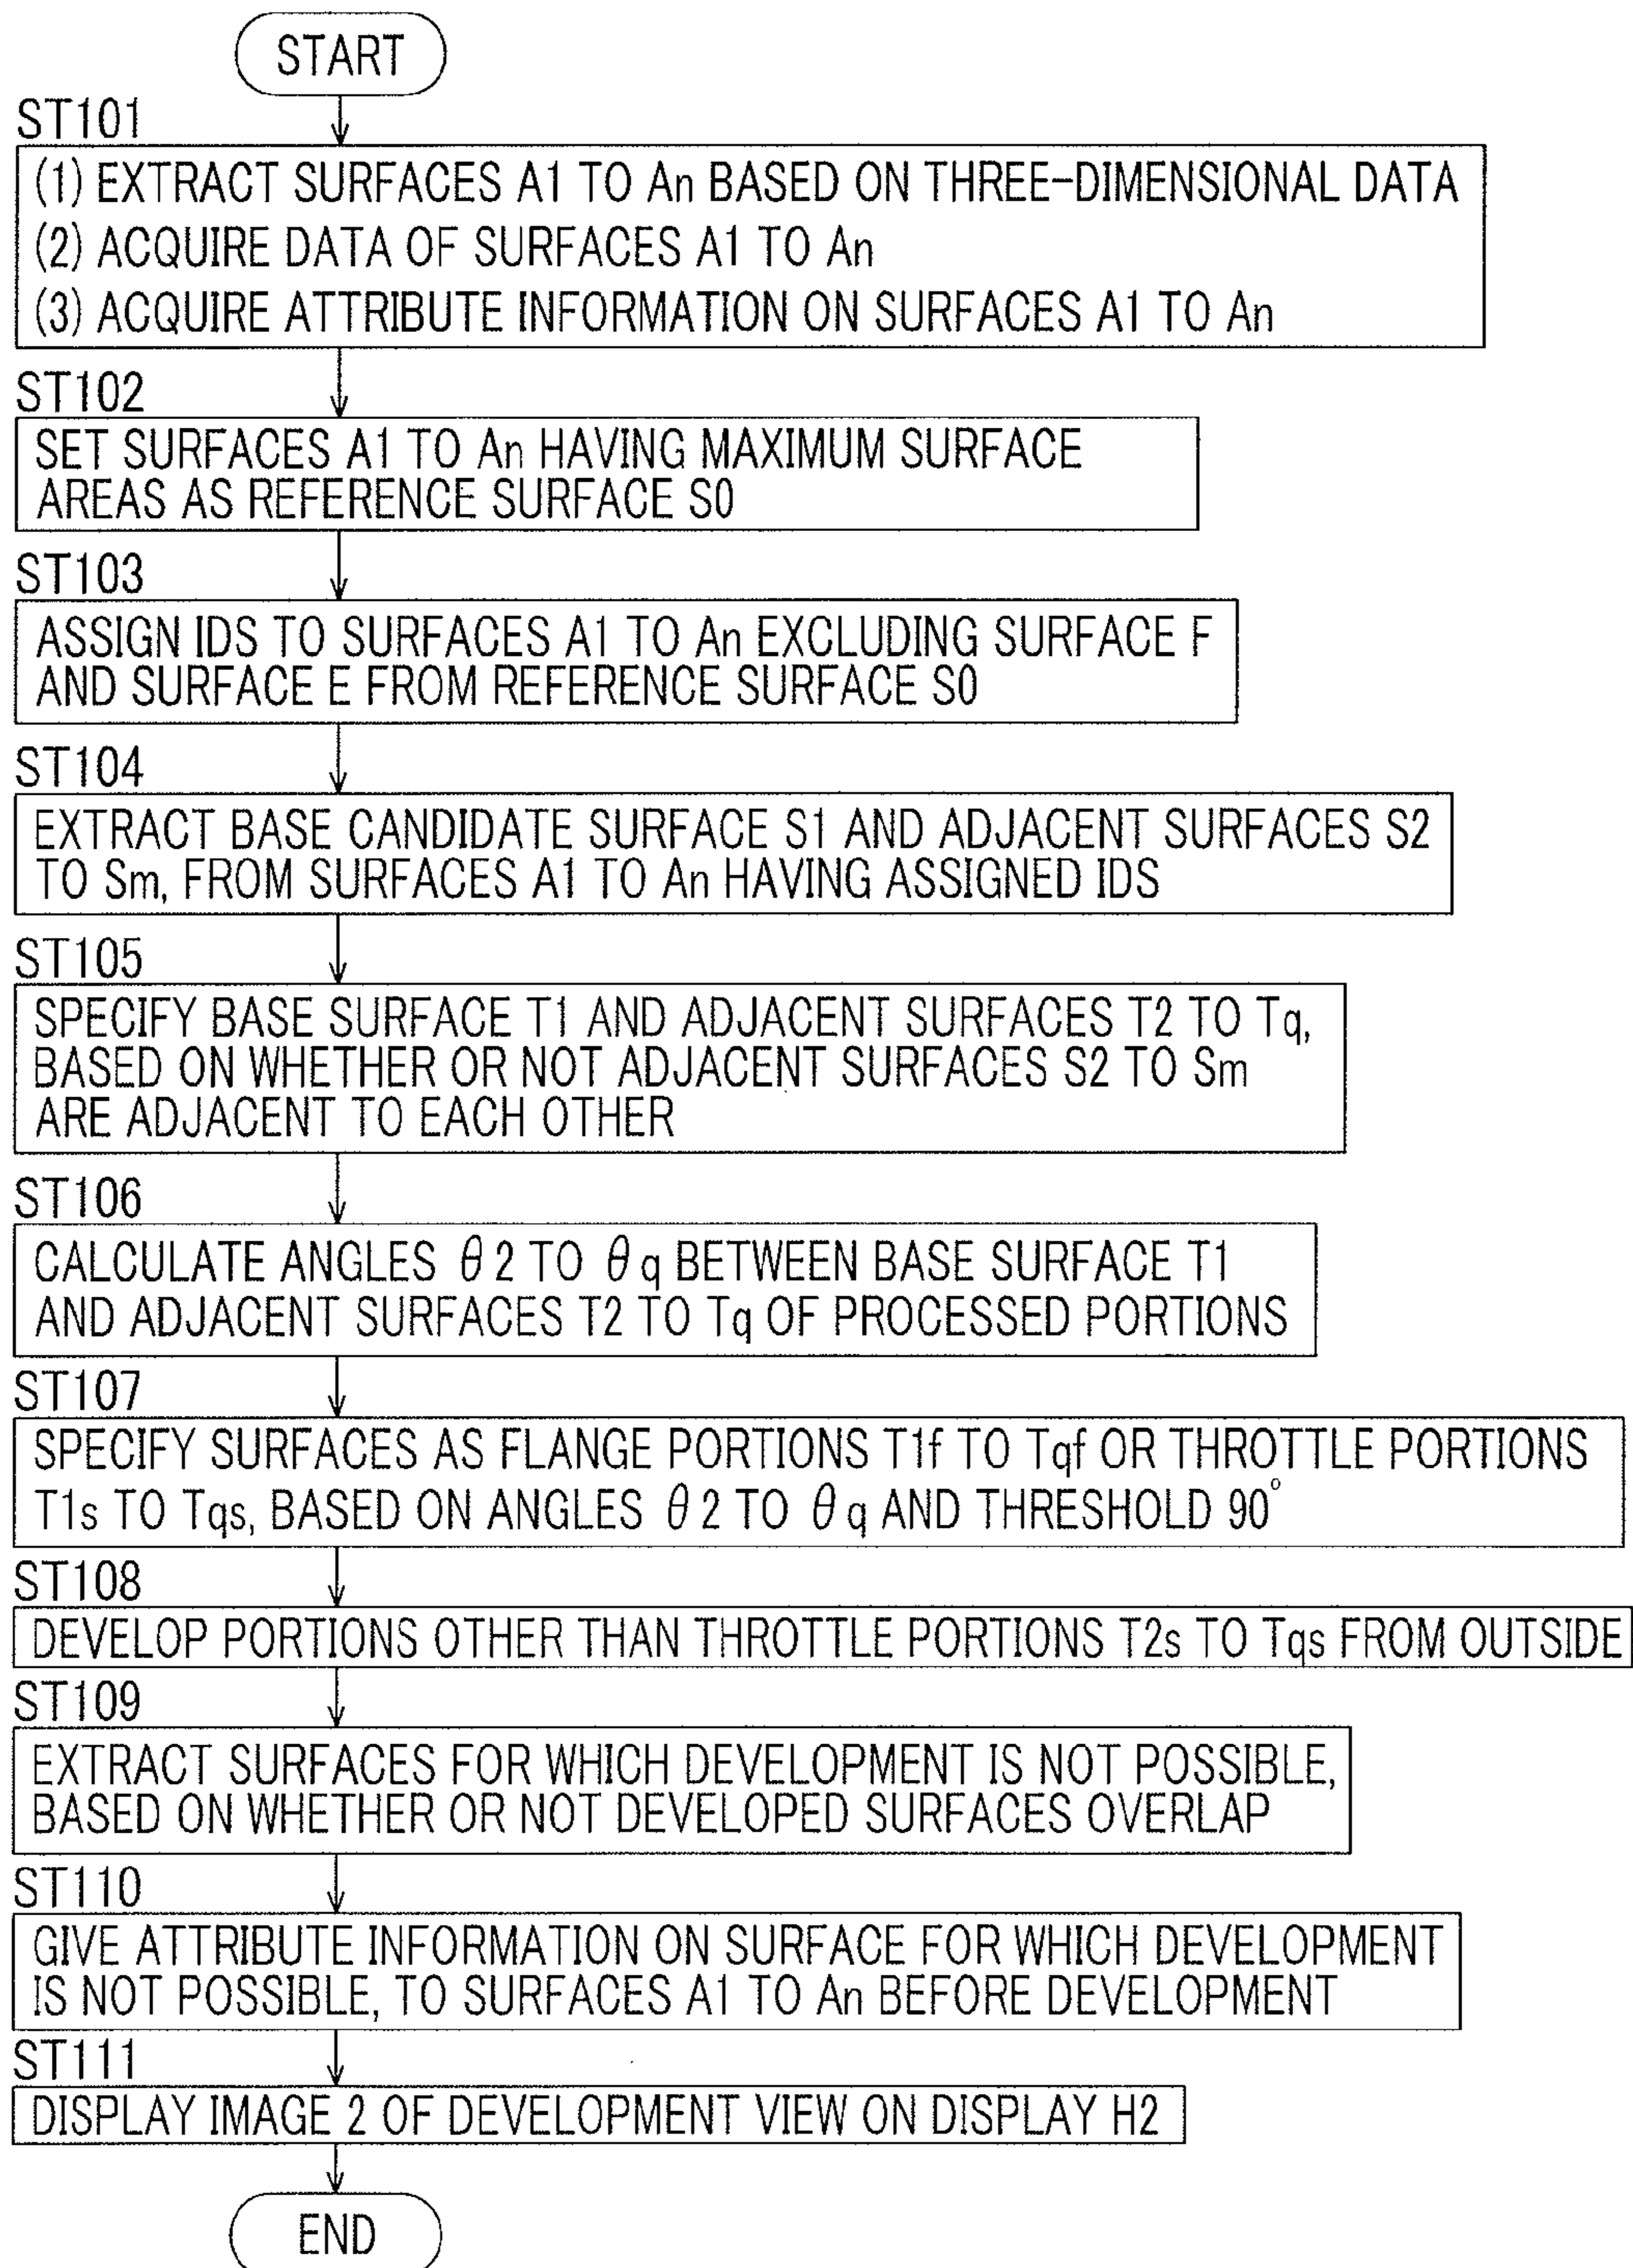 START
ST101
(1) EXTRACT SURFACES A1 TO An BASED ON THREE-DIMENSIONAL DATA
(2) ACQUIRE DATA OF SURFACES A1 TO An
(3) ACQUIRE ATTRIBUTE INFORMATION ON SURFACES A1 TO An
ST102
SET SURFACES A1 TO An HAVING MAXIMUM SURFACE
AREAS AS REFERENCE SURFACE S0
ST103
ASSIGN IDS TO SURFACES A1 TO An EXCLUDING SURFACE F
AND SURFACE E FROM REFERENCE SURFACE S0
ST104
EXTRACT BASE CANDIDATE SURFACE S1 AND ADJACENT SURFACES S2
TO Sm, FROM SURFACES A1 TO An HAVING ASSIGNED IDS
ST105
SPECIFY BASE SURFACE T1 AND ADJACENT SURFACES T2 TO Tq,
BASED ON WHETHER OR NOT ADJACENT SURFACES S2 TO Sm
ARE ADJACENT TO EACH OTHER
ST106
CALCULATE ANGLES θ2 TO θq BETWEEN BASE SURFACE T1
AND ADJACENT SURFACES T2 TO Tq OF PROCESSED PORTIONS
ST107
SPECIFY SURFACES AS FLANGE PORTIONS T1f TO Tqf OR THROTTLE PORTIONS
T1s TO Tqs, BASED ON ANGLES θ2 TO θq AND THRESHOLD 90°
ST108
DEVELOP PORTIONS OTHER THAN THROTTLE PORTIONS T2s TO Tqs FROM OUTSIDE
ST109
EXTRACT SURFACES FOR WHICH DEVELOPMENT IS NOT POSSIBLE,
BASED ON WHETHER OR NOT DEVELOPED SURFACES OVERLAP
ST110
GIVE ATTRIBUTE INFORMATION ON SURFACE FOR WHICH DEVELOPMENT
IS NOT POSSIBLE, TO SURFACES A1 TO An BEFORE DEVELOPMENT
ST111
DISPLAY IMAGE 2 OF DEVELOPMENT VIEW ON DISPLAY H2
END